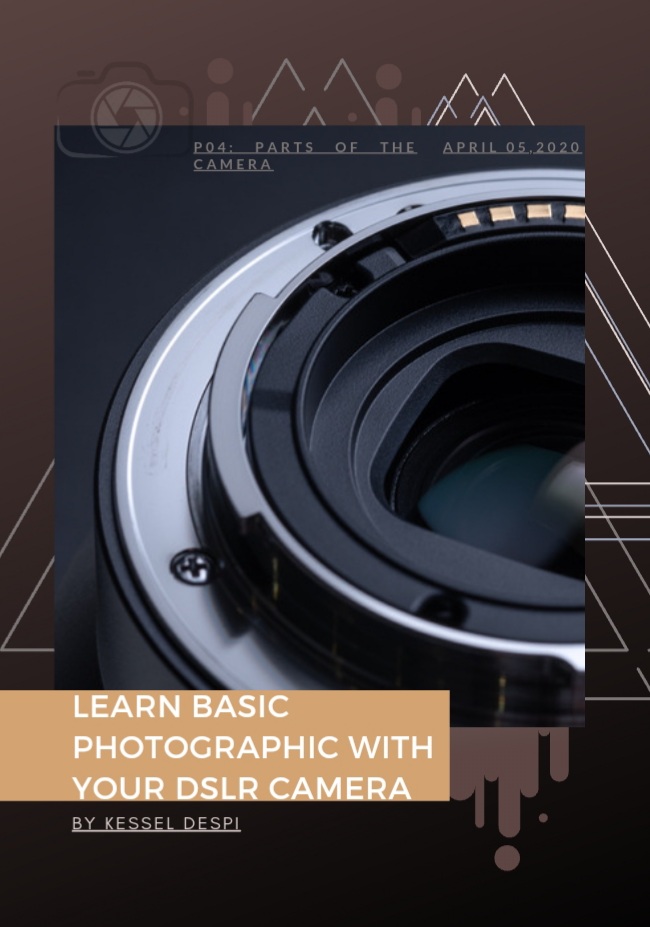 P04: PARTS OF THE
CAMERA
APRIL 05,2020
LEARN BASIC
PHOTOGRAPHIC WITH
YOUR DSLR CAMERA
BY KESSEL DESPI